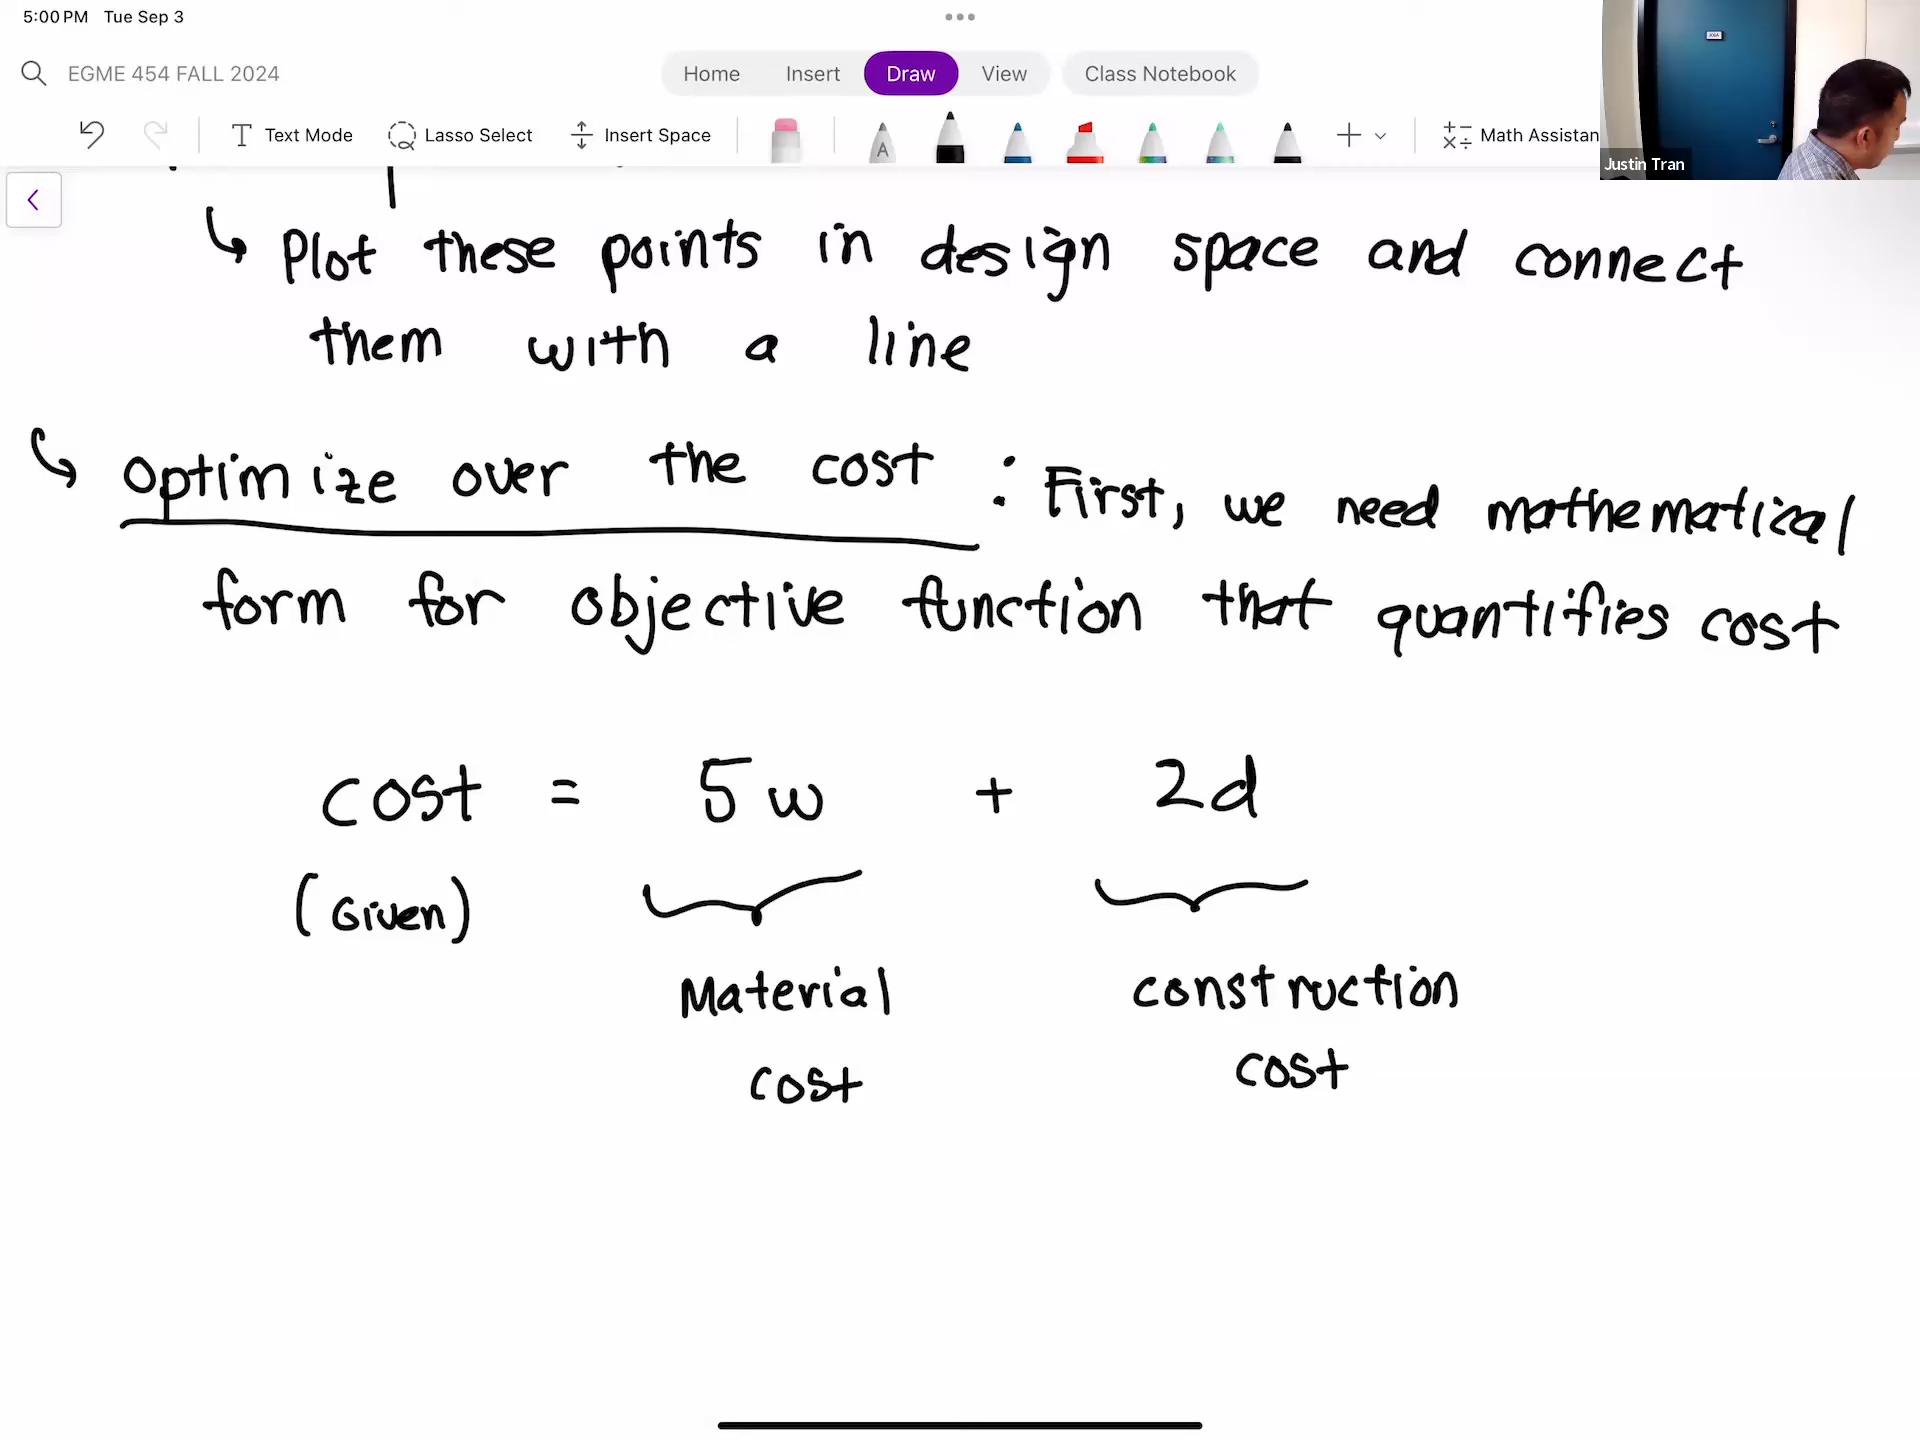 5:00 PM Tue Sep 3
EGME 454 FALL 2024
Home Insert Draw View Class Notebook
Text Mode Lasso Select Insert Space Math Assistan
Justin Tran
Plot these points in design space and connect
them with a line
Optimize over the cost : First, we need mathematical
form for objective function that quantifies cost
cost = 5w + 2d
(Given)
Material construction
cost cost